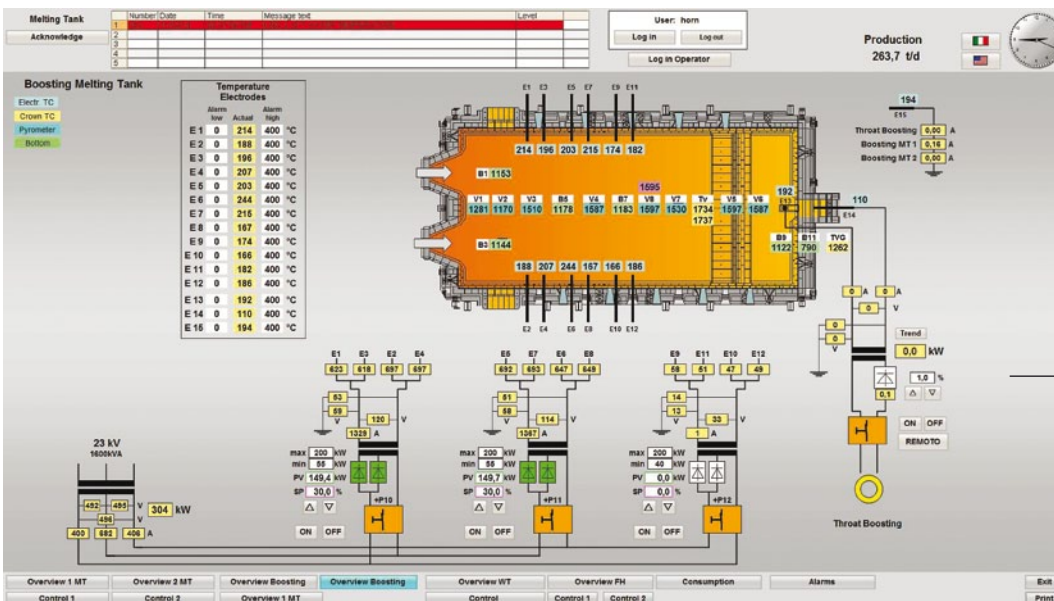 Melting Tank
Acknowledge
Number Date Time Message text Level
1
2
3
4
5
User: horn
Log in Log out
Log in Operator
Production
263,7 t/d
Boosting Melting Tank
Electr. TC
Crown TC
Pyrometer
Bottom
Temperature
Electrodes
Alarm low Actual Alarm high
E 1 0 214 400 °C
E 2 0 188 400 °C
E 3 0 196 400 °C
E 4 0 207 400 °C
E 5 0 203 400 °C
E 6 0 244 400 °C
E 7 0 215 400 °C
E 8 0 167 400 °C
E 9 0 174 400 °C
E 10 0 166 400 °C
E 11 0 182 400 °C
E 12 0 186 400 °C
E 13 0 192 400 °C
E 14 0 110 400 °C
E 15 0 194 400 °C
E1 E3 E5 E7 E9 E11
214 196 203 215 174 182
B1 1153
1595
V1 V2 V3 B5 V4 B7 V8 V7 Tv V5 V6
1281 1170 1510 1178 1587 1183 1597 1530 1734 1597 1587
1737
B3 1144
188 207 244 167 166 186
E2 E4 E6 E8 E10 E12
192
E13
110
E14
B9 B11 TVG
1122 790 1262
194
E15
Throat Boosting 0,00 A
Boosting MT 1 0,16 A
Boosting MT 2 0,00 A
0 0
A A
0
V
0
0
V
Trend
0,0 kW
1,0 %
0,1
ON OFF
REMOTO
Throat Boosting
E1 E3 E2 E4
623 618 697 697
53
59
V
120 V
1329 A
max 200 kW
min 55 kW
PV 149,4 kW
SP 30,0 %
+P10
ON OFF
E5 E7 E6 E8
692 693 647 649
51
58
V
114 V
1367 A
max 200 kW
min 55 kW
PV 149,7 kW
SP 30,0 %
+P11
ON OFF
E9 E11 E10 E12
58 51 47 49
14
13
V
33 V
1 A
max 200 kW
min 40 kW
PV 0,0 kW
SP 0,0 %
+P12
ON OFF
23 kV
1600kVA
492 495 V
496 V
304 kW
400 682 406 A
Overview 1 MT Overview 2 MT Overview Boosting Overview Boosting Overview WT Overview FH Consumption Alarms Exit
Control 1 Control 2 Overview 1 MT Control Control 1 Control 2 Print